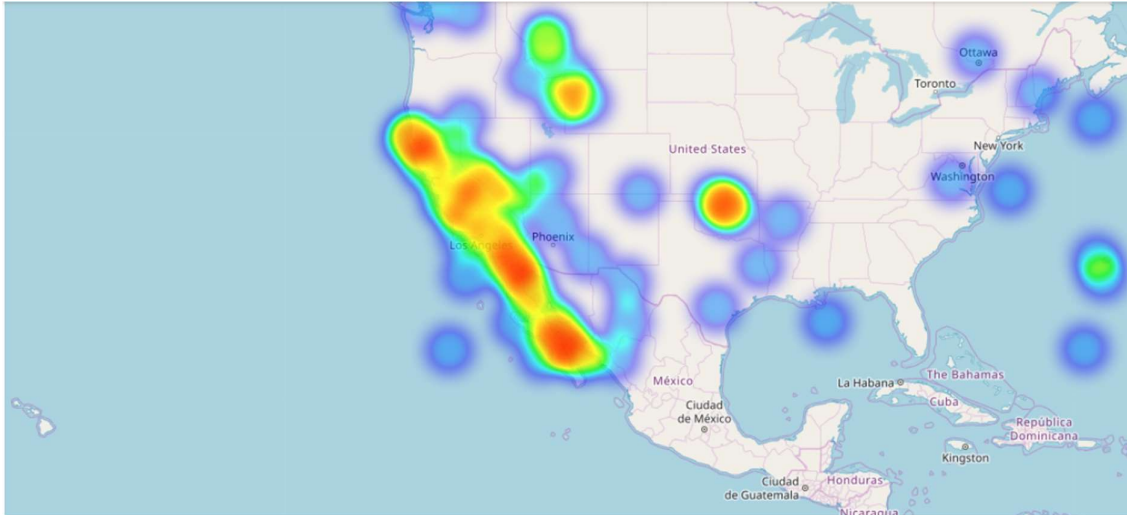 Ottawa
Toronto
United States
New York
Washington
Phoenix
Los Angeles
La Habana
The Bahamas
México
Cuba
Ciudad
de México
República
Dominicana
Kingston
Ciudad
de Guatemala
Honduras
Nicaragua